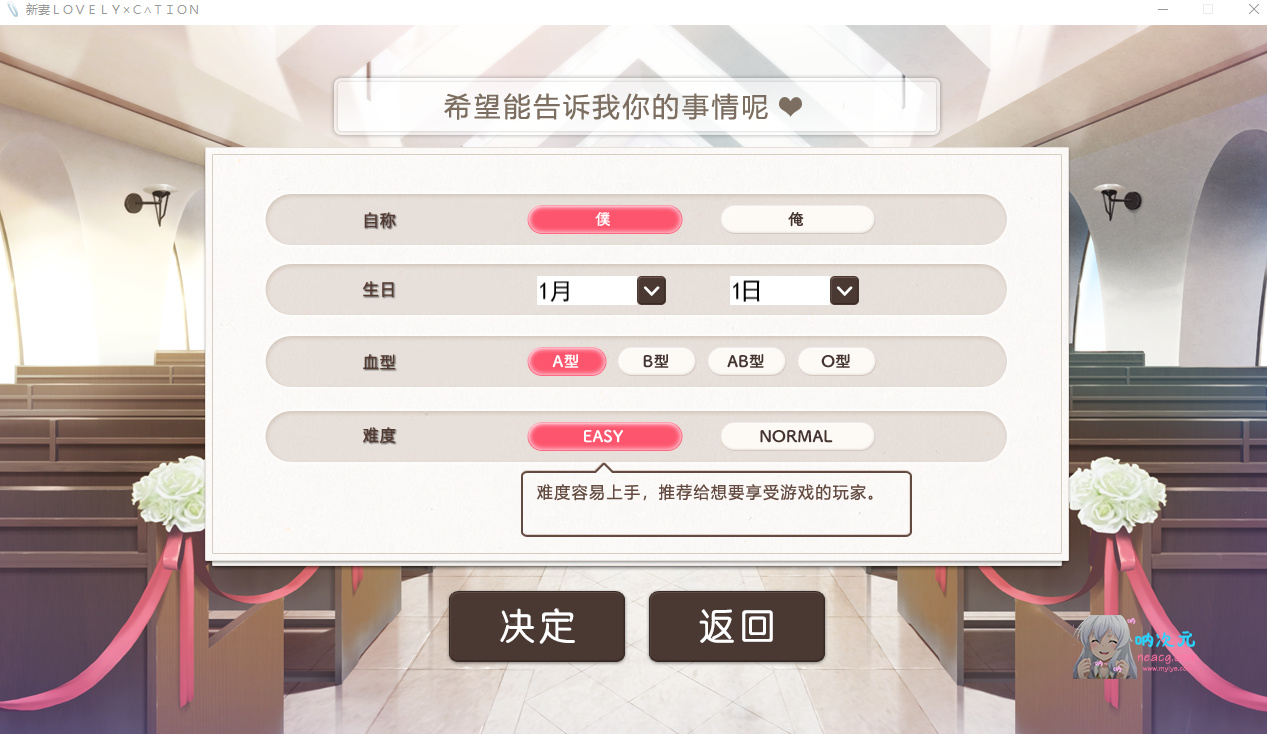 新妻LOVELY×CATION
希望能告诉我你的事情呢❤
自称 僕 俺
生日 1月 1日
血型 A型 B型 AB型 O型
难度 EASY NORMAL
难度容易上手，推荐给想要享受游戏的玩家。
决定 返回
呐次元